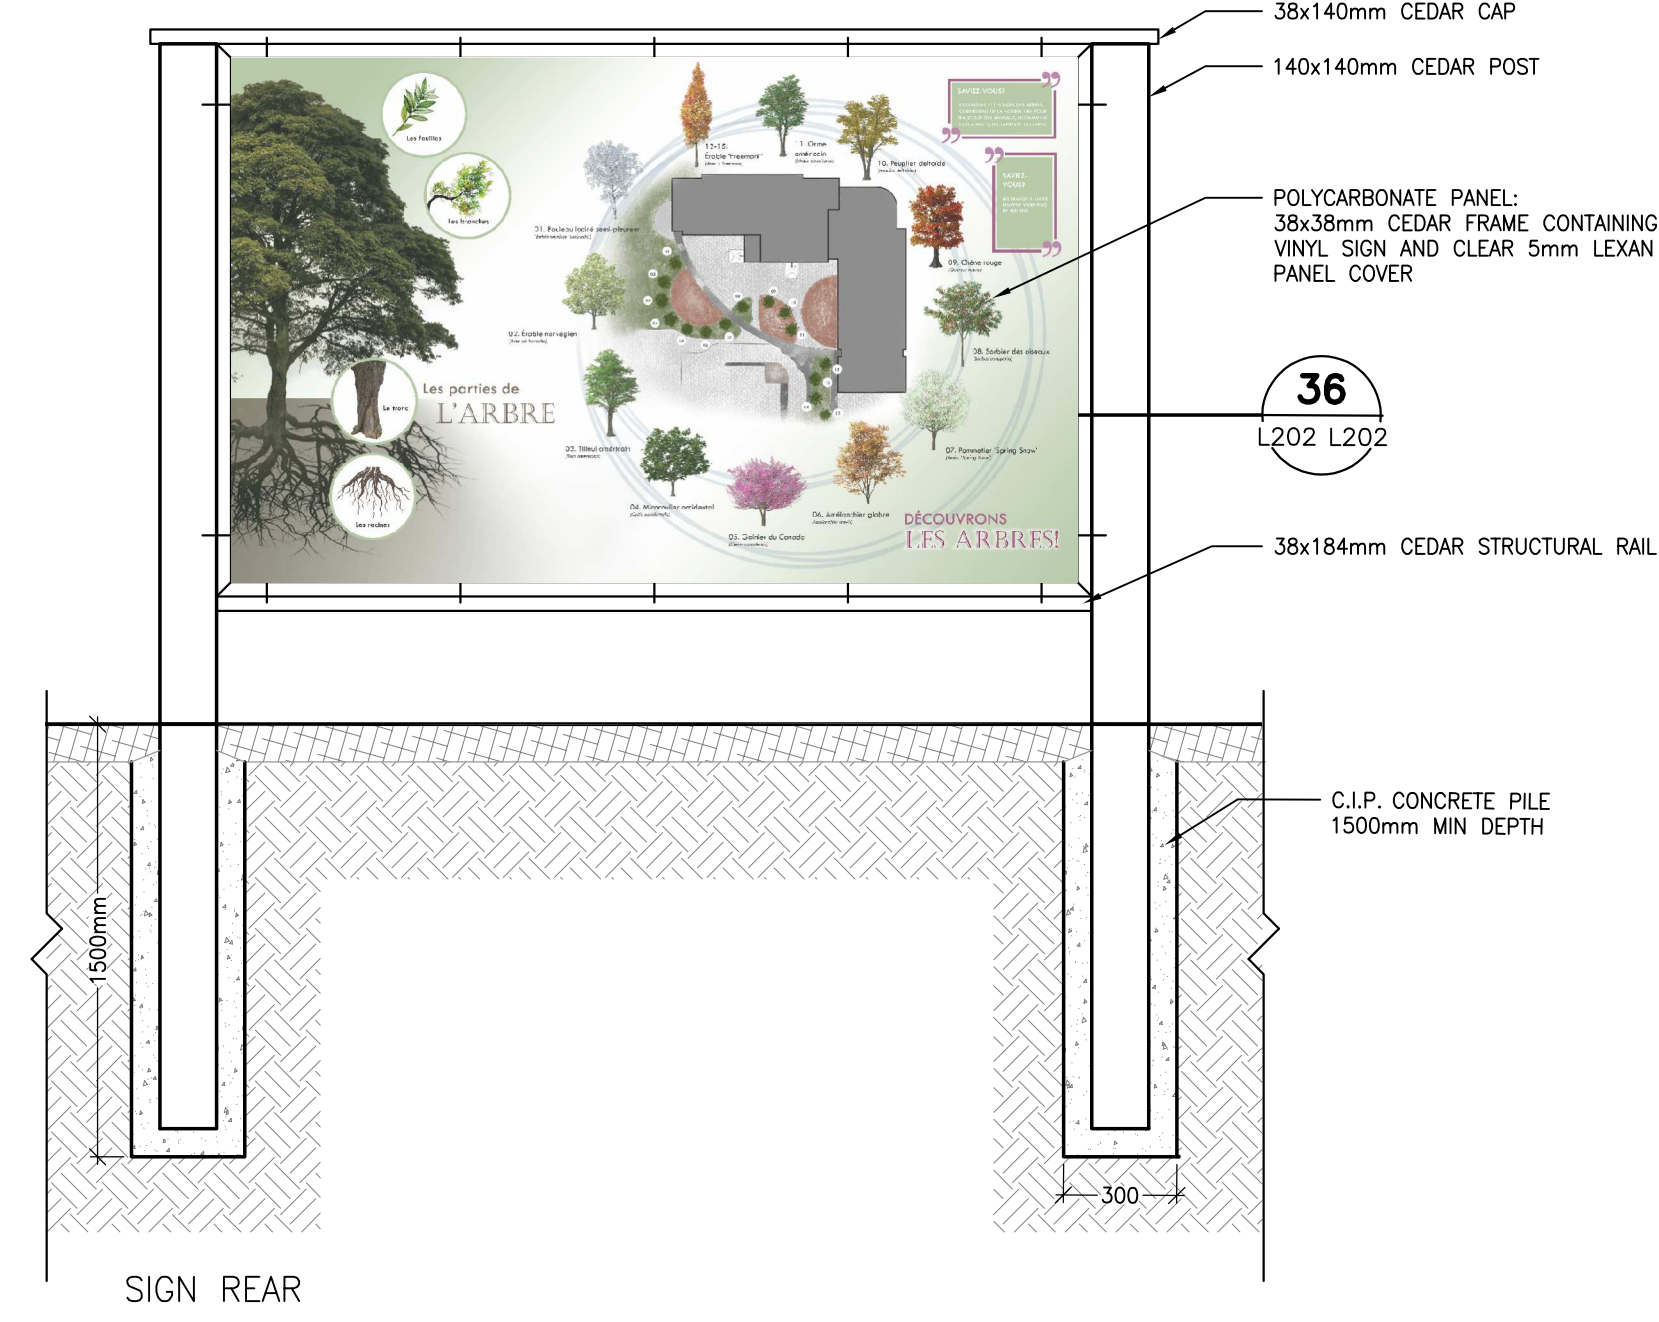 38x140mm CEDAR CAP
140x140mm CEDAR POST
POLYCARBONATE PANEL:
38x38mm CEDAR FRAME CONTAINING
VINYL SIGN AND CLEAR 5mm LEXAN
PANEL COVER
36
L202 L202
38x184mm CEDAR STRUCTURAL RAIL
C.I.P. CONCRETE PILE
1500mm MIN DEPTH
1500mm
300
SIGN REAR
Les Feuilles
Les branches
Le tronc
Les racines
Les parties de
L'ARBRE
12-15.
Érable "Freemani"
11. Orme
américain
10. Peuplier deltoïde
01. Bouleau lacinié semi-pleureur
09. Chêne rouge
02. Érable norvégien
08. Sorbier des oiseaux
03. Tilleul américain
07. Pommetier 'Spring Snow'
04. Micocoulier occidental
06. Amélanchier glabre
05. Gainier du Canada
SAVIEZ-VOUS?
SAVIEZ-
VOUS?
DÉCOUVRONS
LES ARBRES!